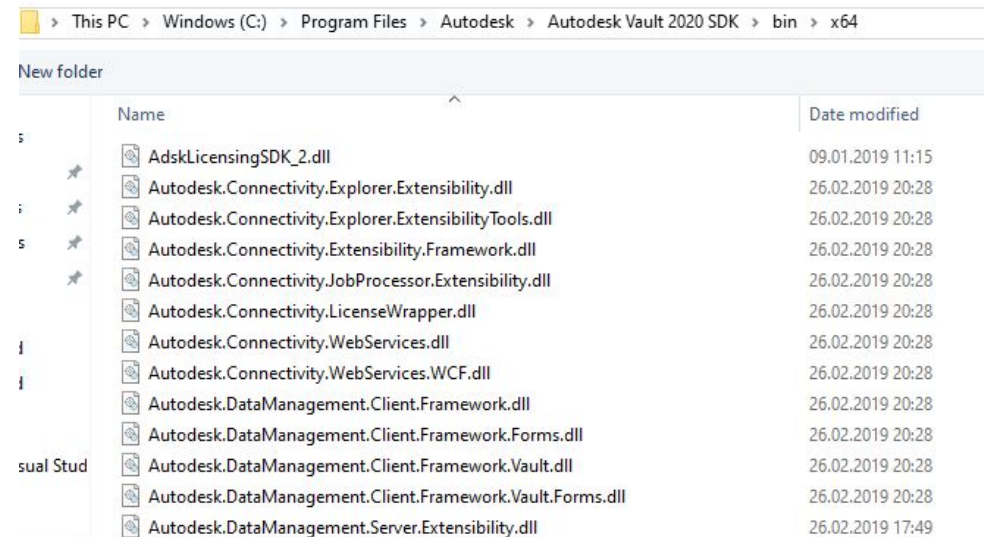 > This PC > Windows (C:) > Program Files > Autodesk > Autodesk Vault 2020 SDK > bin > x64
New folder
Name Date modified
AdskLicensingSDK_2.dll 09.01.2019 11:15
Autodesk.Connectivity.Explorer.Extensibility.dll 26.02.2019 20:28
Autodesk.Connectivity.Explorer.ExtensibilityTools.dll 26.02.2019 20:28
Autodesk.Connectivity.Extensibility.Framework.dll 26.02.2019 20:28
Autodesk.Connectivity.JobProcessor.Extensibility.dll 26.02.2019 20:28
Autodesk.Connectivity.LicenseWrapper.dll 26.02.2019 20:28
Autodesk.Connectivity.WebServices.dll 26.02.2019 20:28
Autodesk.Connectivity.WebServices.WCF.dll 26.02.2019 20:28
Autodesk.DataManagement.Client.Framework.dll 26.02.2019 20:28
Autodesk.DataManagement.Client.Framework.Forms.dll 26.02.2019 20:28
sual Stud Autodesk.DataManagement.Client.Framework.Vault.dll 26.02.2019 20:28
Autodesk.DataManagement.Client.Framework.Vault.Forms.dll 26.02.2019 20:28
Autodesk.DataManagement.Server.Extensibility.dll 26.02.2019 17:49